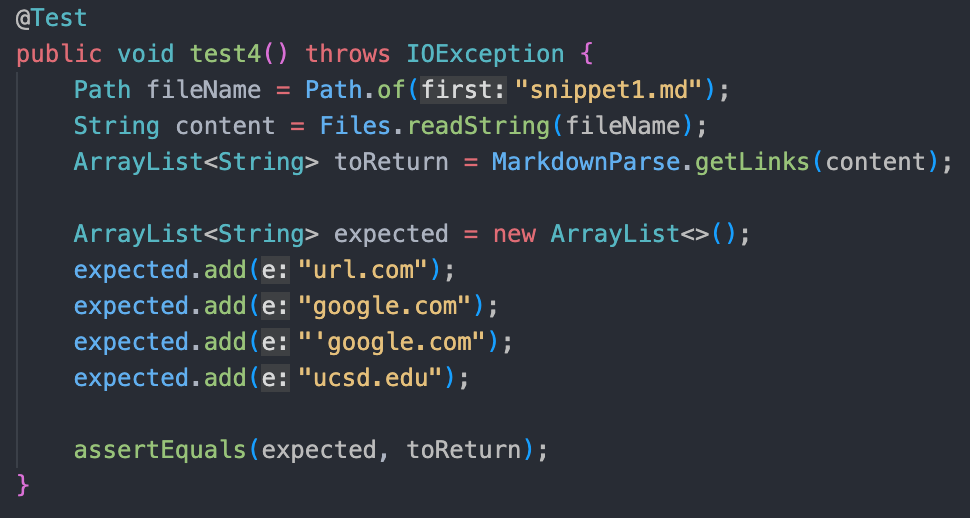 @Test
public void test4() throws IOException {
    Path fileName = Path.of(first: "snippet1.md");
    String content = Files.readString(fileName);
    ArrayList<String> toReturn = MarkdownParse.getLinks(content);

    ArrayList<String> expected = new ArrayList<>();
    expected.add(e: "url.com");
    expected.add(e: "google.com");
    expected.add(e: "'google.com");
    expected.add(e: "ucsd.edu");

    assertEquals(expected, toReturn);
}